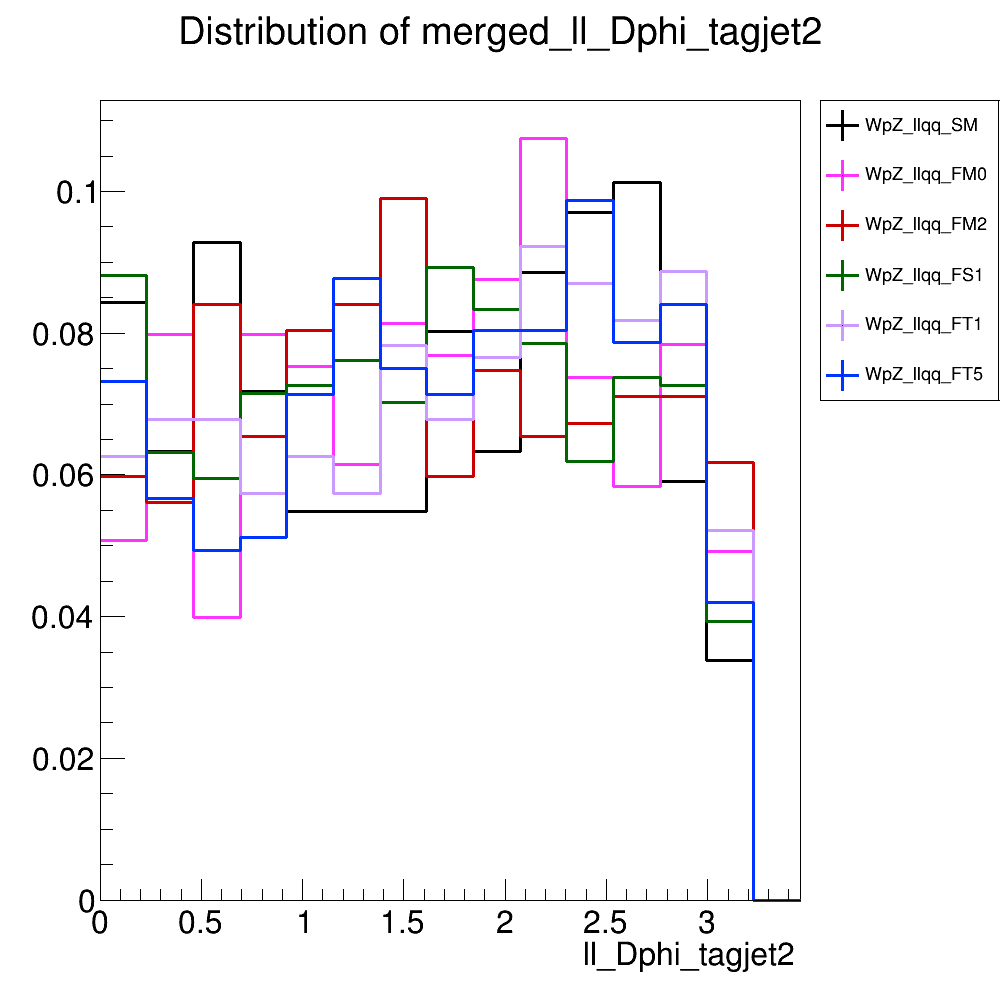 Distribution of merged_ll_Dphi_tagjet2
WpZ_llqq_SM
WpZ_llqq_FM0
WpZ_llqq_FM2
WpZ_llqq_FS1
WpZ_llqq_FT1
WpZ_llqq_FT5
0.1
0.08
0.06
0.04
0.02
0
0 0.5 1 1.5 2 2.5 3
ll_Dphi_tagjet2